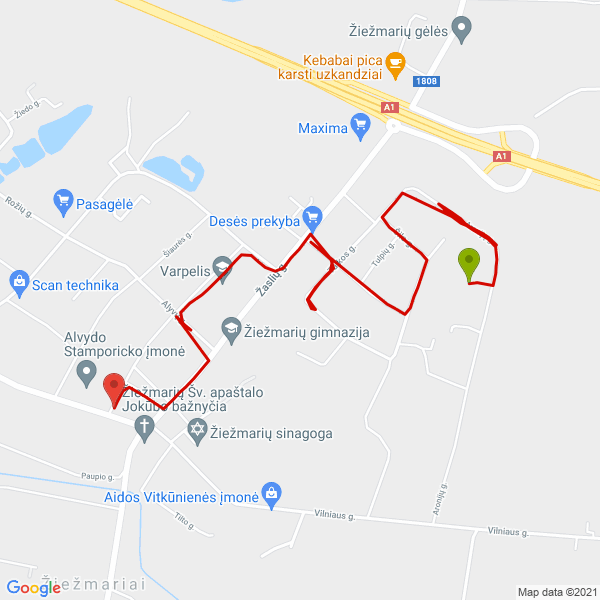 Žiežmarių gėlės
Kebabai pica
karsti uzkandziai
1808
A1
Maxima
A1
Žiedo g.
Pasagėlė
Rožių g.
Desės prekyba
Šiaurės g.
Tulpių g.
Varpelis
Žaslių g.
Scan technika
Žiežmarių gimnazija
Alvydo
Stamporicko įmonė
Žiežmarių Šv. apaštalo
Jokūbo bažnyčia
Žiežmarių sinagoga
Paupio g.
Aidos Vitkūnienės įmonė
Aronijų g.
Tilto g.
Vilniaus g.
Vilniaus g.
Žiežmariai
Google
Map data ©2021